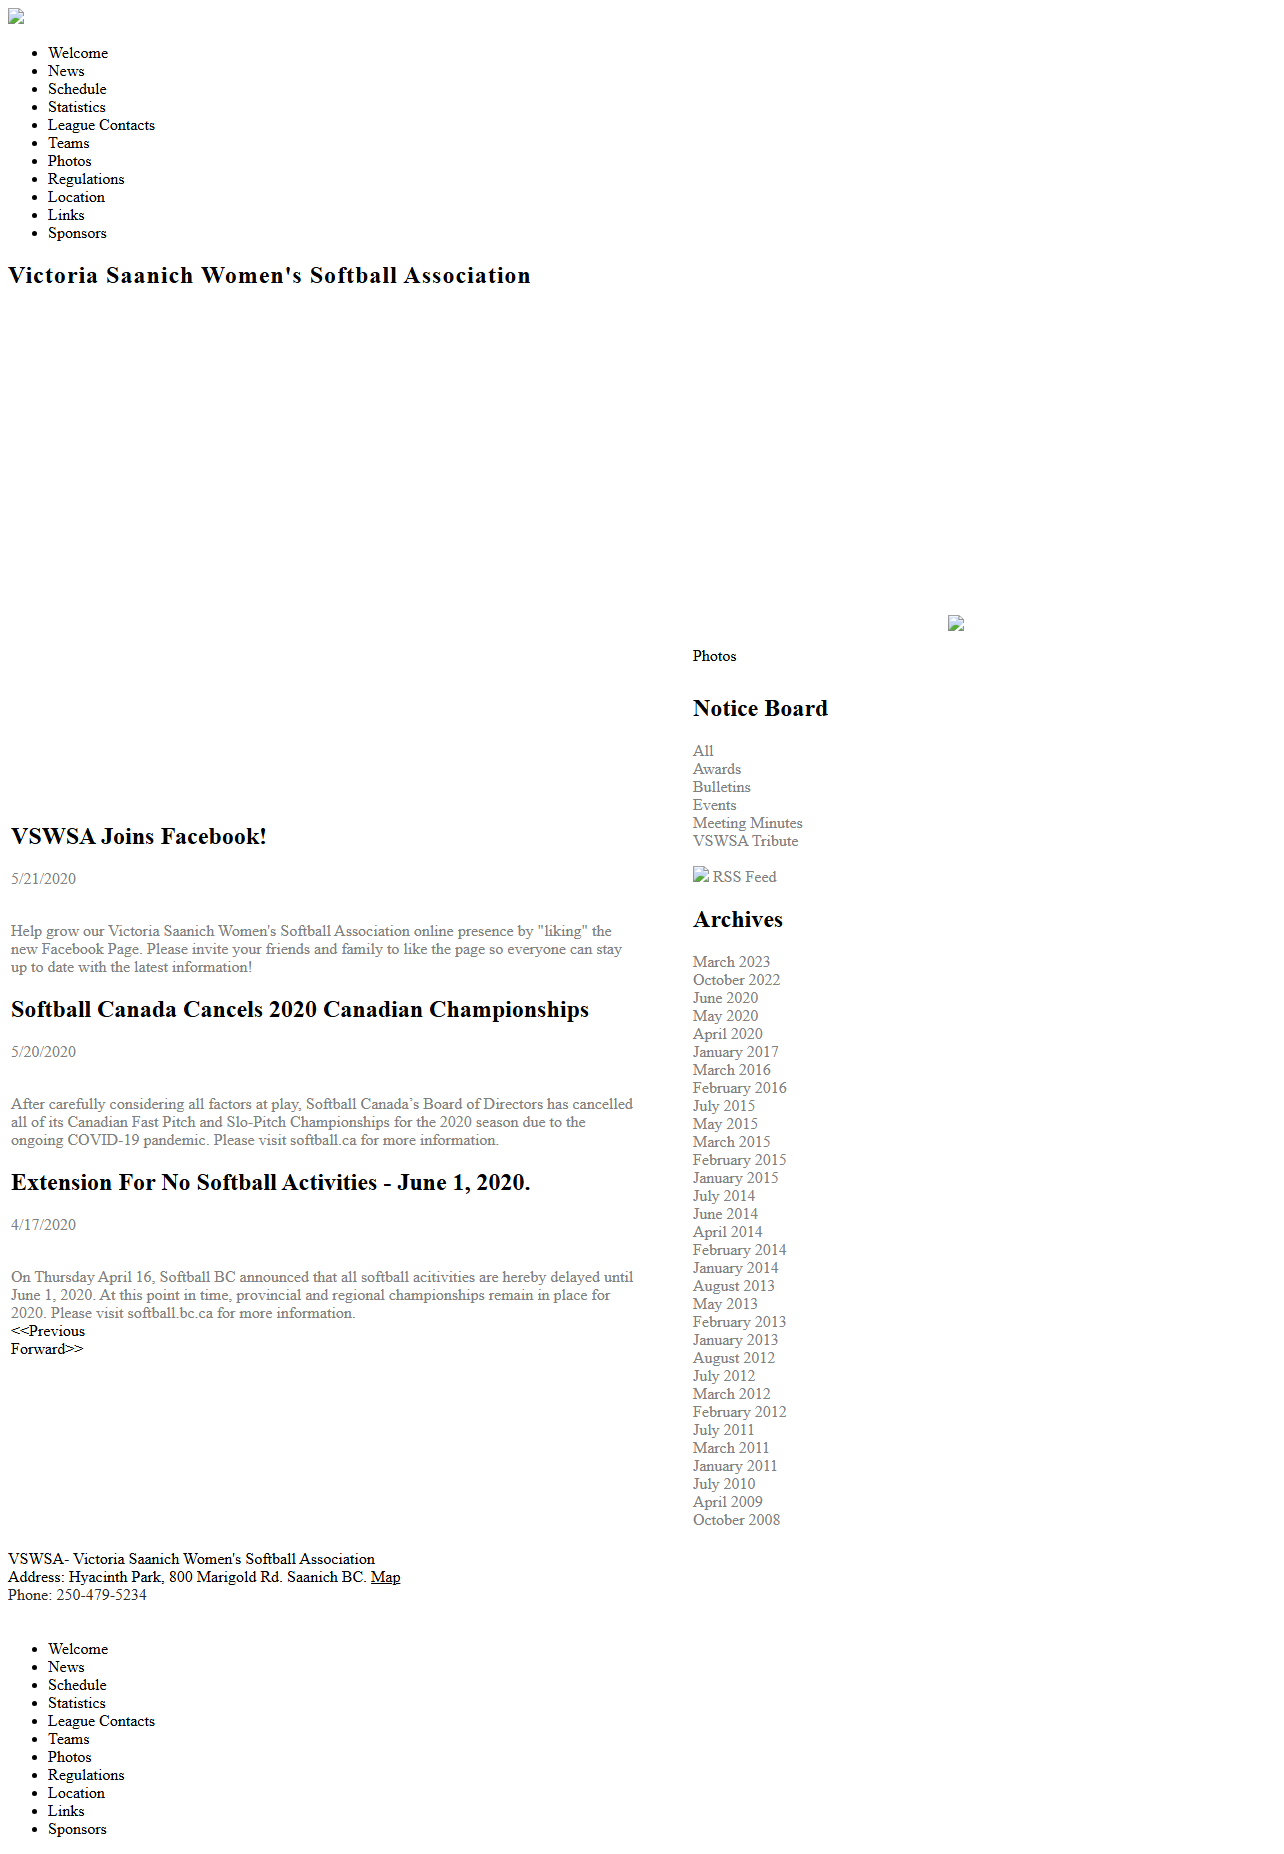 Welcome
News
Schedule
Statistics
League Contacts
Teams
Photos
Regulations
Location
Links
Sponsors
Victoria Saanich Women's Softball Association
VSWSA Joins Facebook!
5/21/2020
Help grow our Victoria Saanich Women's Softball Association online presence by "liking" the
new Facebook Page. Please invite your friends and family to like the page so everyone can stay
up to date with the latest information!
Softball Canada Cancels 2020 Canadian Championships
5/20/2020
After carefully considering all factors at play, Softball Canada’s Board of Directors has cancelled
all of its Canadian Fast Pitch and Slo-Pitch Championships for the 2020 season due to the
ongoing COVID-19 pandemic. Please visit softball.ca for more information.
Extension For No Softball Activities - June 1, 2020.
4/17/2020
On Thursday April 16, Softball BC announced that all softball acitivities are hereby delayed until
June 1, 2020. At this point in time, provincial and regional championships remain in place for
2020. Please visit softball.bc.ca for more information.
<<Previous
Forward>>
Photos
Notice Board
All
Awards
Bulletins
Events
Meeting Minutes
VSWSA Tribute
RSS Feed
Archives
March 2023
October 2022
June 2020
May 2020
April 2020
January 2017
March 2016
February 2016
July 2015
May 2015
March 2015
February 2015
January 2015
July 2014
June 2014
April 2014
February 2014
January 2014
August 2013
May 2013
February 2013
January 2013
August 2012
July 2012
March 2012
February 2012
July 2011
March 2011
January 2011
July 2010
April 2009
October 2008
VSWSA- Victoria Saanich Women's Softball Association
Address: Hyacinth Park, 800 Marigold Rd. Saanich BC. Map
Phone: 250-479-5234
Welcome
News
Schedule
Statistics
League Contacts
Teams
Photos
Regulations
Location
Links
Sponsors